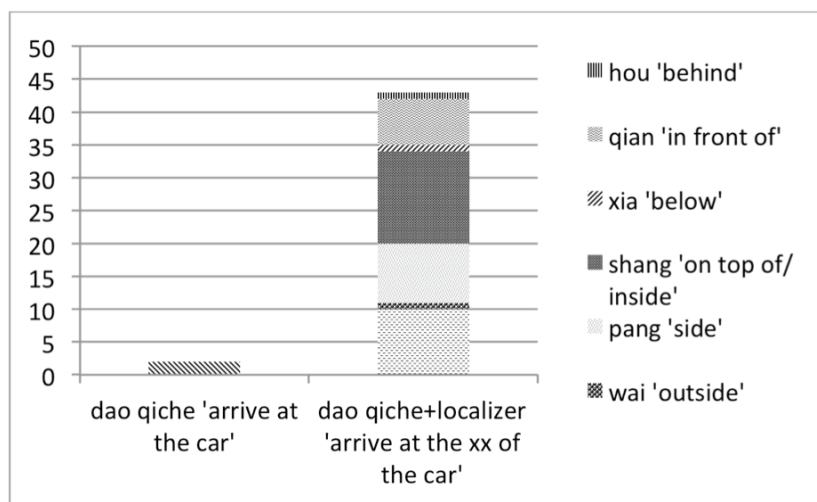 50
45
40
35
30
25
20
15
10
5
0
dao qiche 'arrive at
the car'
dao qiche+localizer
'arrive at the xx of
the car'
hou 'behind'
qian 'in front of'
xia 'below'
shang 'on top of/
inside'
pang 'side'
wai 'outside'